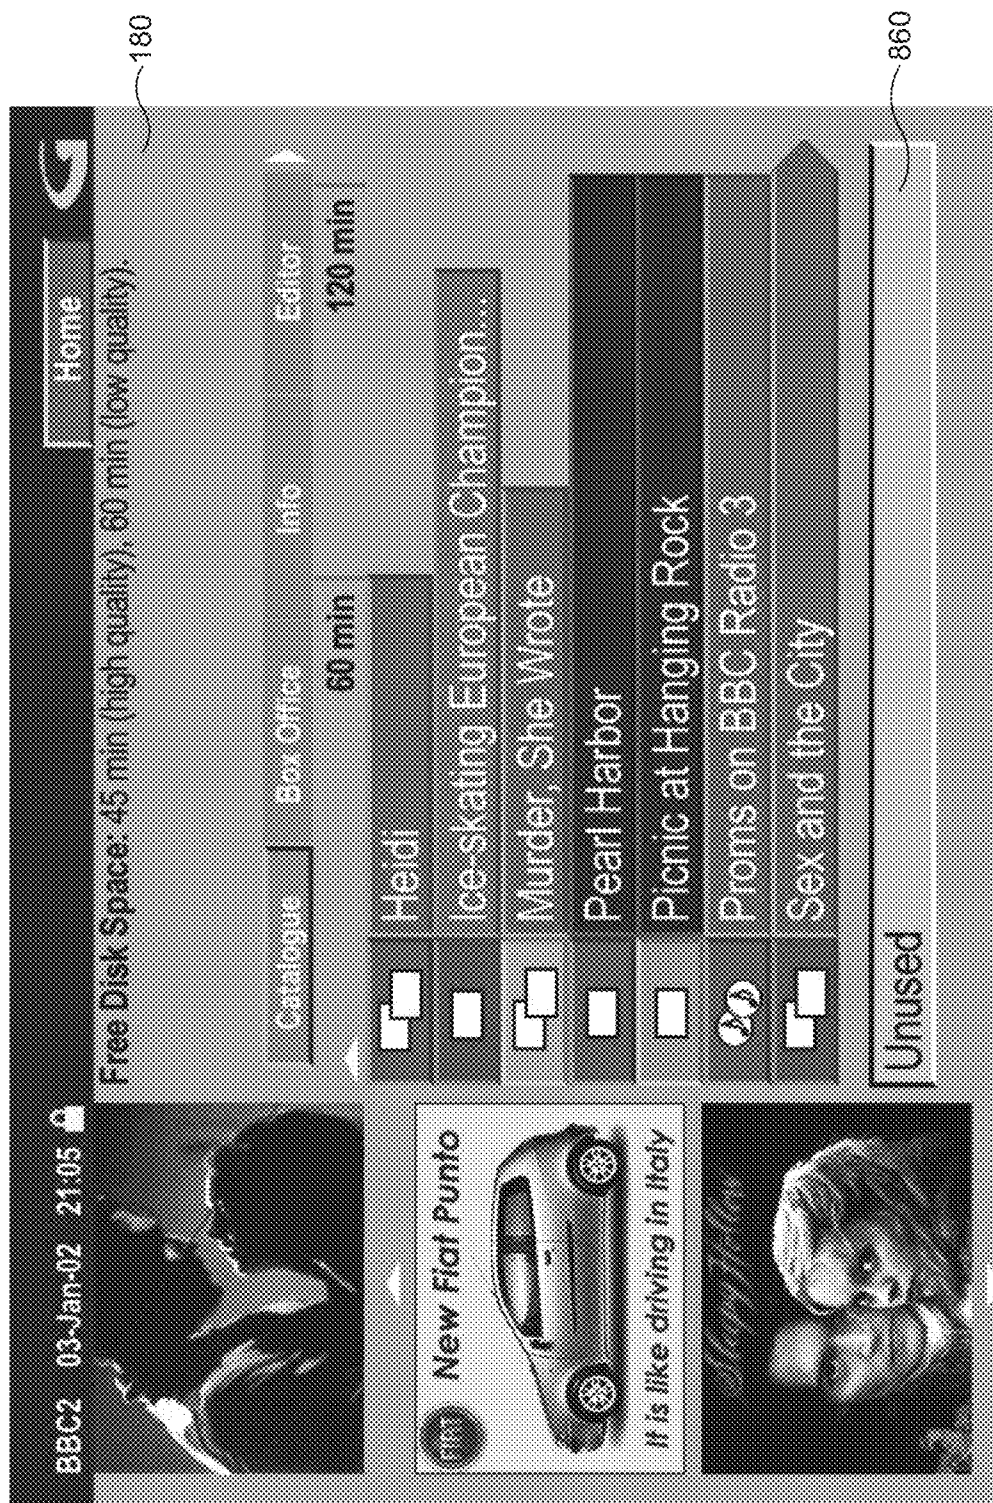 BBC2 03-Jan-02 21:05
Home
G
180
Free Disk Space: 45 min (high quality), 60 min (low quality).
Catalogue Box Office Info Editor
60 min 120 min
Heidi
Ice-skating European Champion...
Murder, She Wrote
Pearl Harbor
Picnic at Hanging Rock
Proms on BBC Radio 3
Sex and the City
Unused
860
FIAT New Fiat Punto
It is like driving in Italy